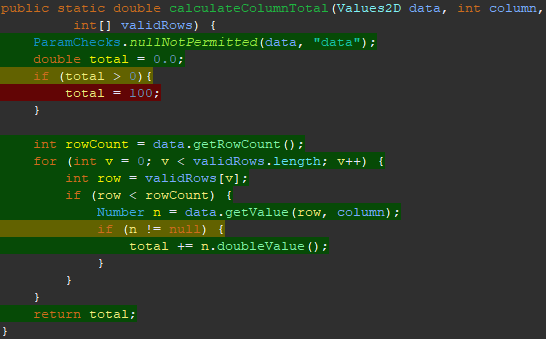 public static double calculateColumnTotal(Values2D data, int column,
         int[] validRows) {
    ParamChecks.nullNotPermitted(data, "data");
    double total = 0.0;
    if (total > 0){
        total = 100;
    }

    int rowCount = data.getRowCount();
    for (int v = 0; v < validRows.length; v++) {
        int row = validRows[v];
        if (row < rowCount) {
            Number n = data.getValue(row, column);
            if (n != null) {
                total += n.doubleValue();
            }
        }
    }
    return total;
}